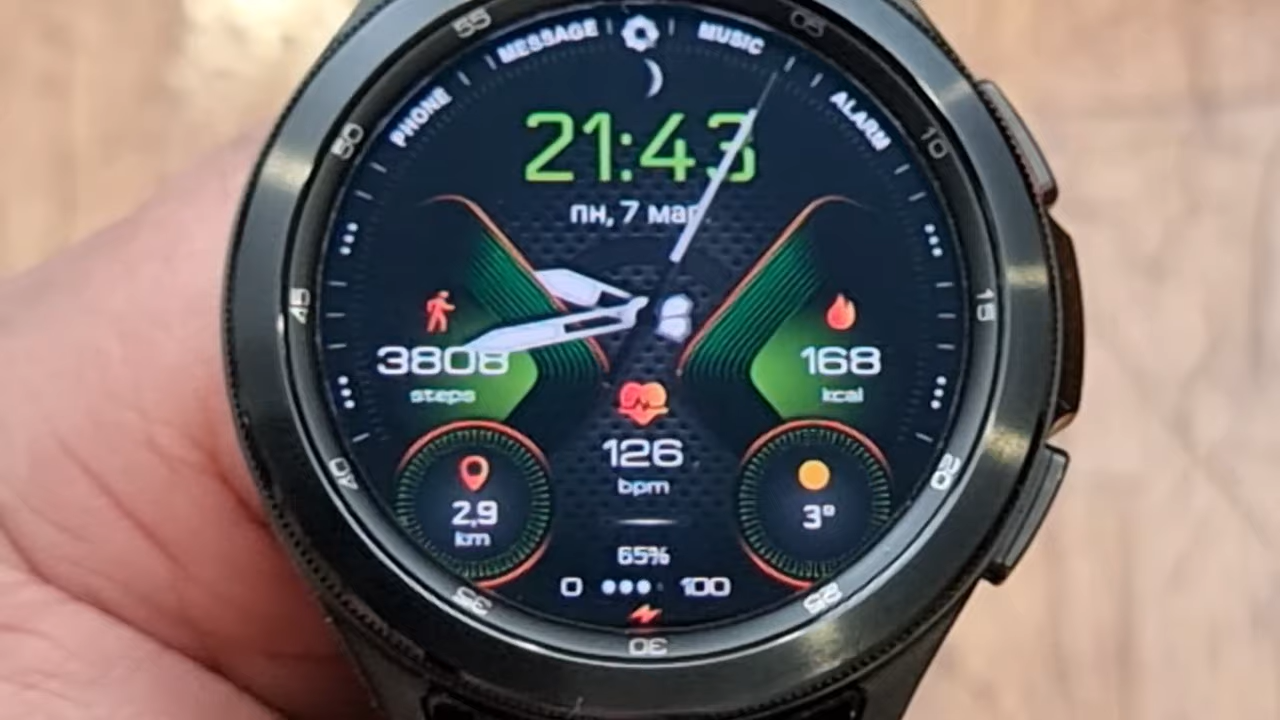 55
05
MESSAGE
MUSIC
PHONE
ALARM
50
10
21:43
пн, 7 мар
45
15
3808
steps
168
kcal
126
bpm
40
20
2,9
km
3°
65%
0
100
35
25
30